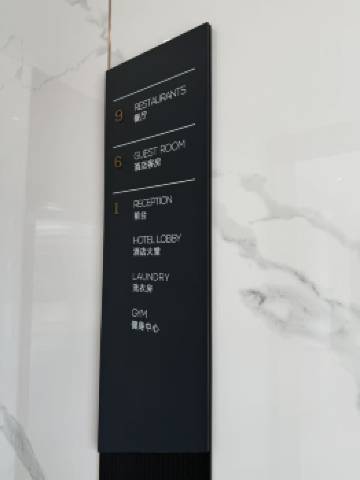 9 RESTAURANTS
餐厅
6 GUEST ROOM
酒店客房
1 RECEPTION
前台
HOTEL LOBBY
酒店大堂
LAUNDRY
洗衣房
GYM
健身中心